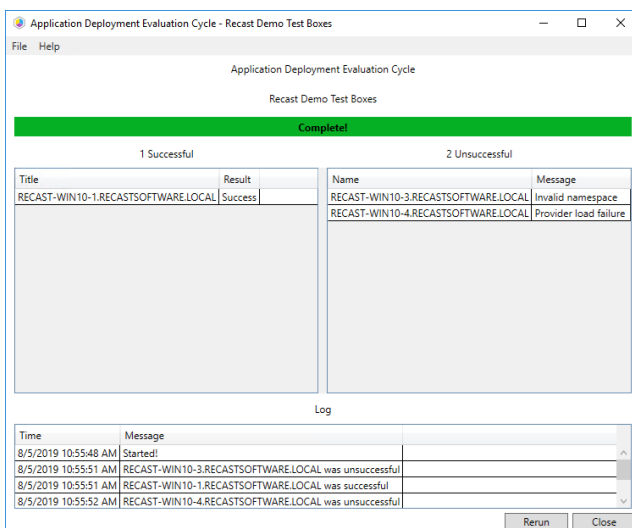 Application Deployment Evaluation Cycle - Recast Demo Test Boxes
File Help
Application Deployment Evaluation Cycle
Recast Demo Test Boxes
Complete!
1 Successful
2 Unsuccessful
Title Result
RECAST-WIN10-1.RECASTSOFTWARE.LOCAL Success
Name Message
RECAST-WIN10-3.RECASTSOFTWARE.LOCAL Invalid namespace
RECAST-WIN10-4.RECASTSOFTWARE.LOCAL Provider load failure
Log
Time Message
8/5/2019 10:55:48 AM Started!
8/5/2019 10:55:51 AM RECAST-WIN10-3.RECASTSOFTWARE.LOCAL was unsuccessful
8/5/2019 10:55:51 AM RECAST-WIN10-1.RECASTSOFTWARE.LOCAL was successful
8/5/2019 10:55:52 AM RECAST-WIN10-4.RECASTSOFTWARE.LOCAL was unsuccessful
Rerun Close